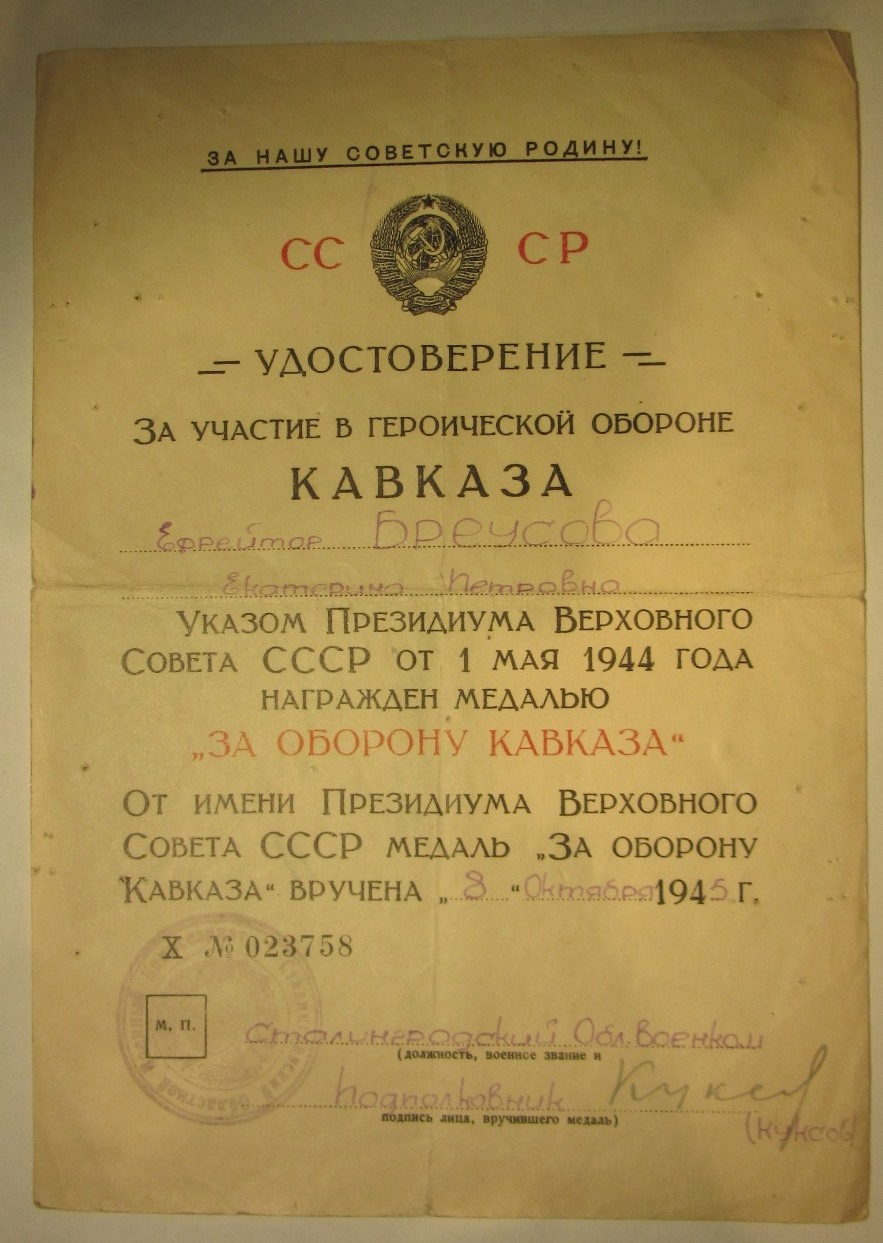 ЗА НАШУ СОВЕТСКУЮ РОДИНУ!
СС СР
УДОСТОВЕРЕНИЕ
ЗА УЧАСТИЕ В ГЕРОИЧЕСКОЙ ОБОРОНЕ
КАВКАЗА
Ефрейтор Бреусова
Екатерина Петровна
УКАЗОМ ПРЕЗИДИУМА ВЕРХОВНОГО
СОВЕТА СССР ОТ 1 МАЯ 1944 ГОДА
НАГРАЖДЕН МЕДАЛЬЮ
„ЗА ОБОРОНУ КАВКАЗА“
ОТ ИМЕНИ ПРЕЗИДИУМА ВЕРХОВНОГО
СОВЕТА СССР МЕДАЛЬ „ЗА ОБОРОНУ
КАВКАЗА“ ВРУЧЕНА „8“ Октября 1945 Г.
Х № 023758
М. П.
Сталинградский Обл.Военком
(должность, военное звание и
Подполковник Куксов
подпись лица, вручившего медаль)
(Куксов)